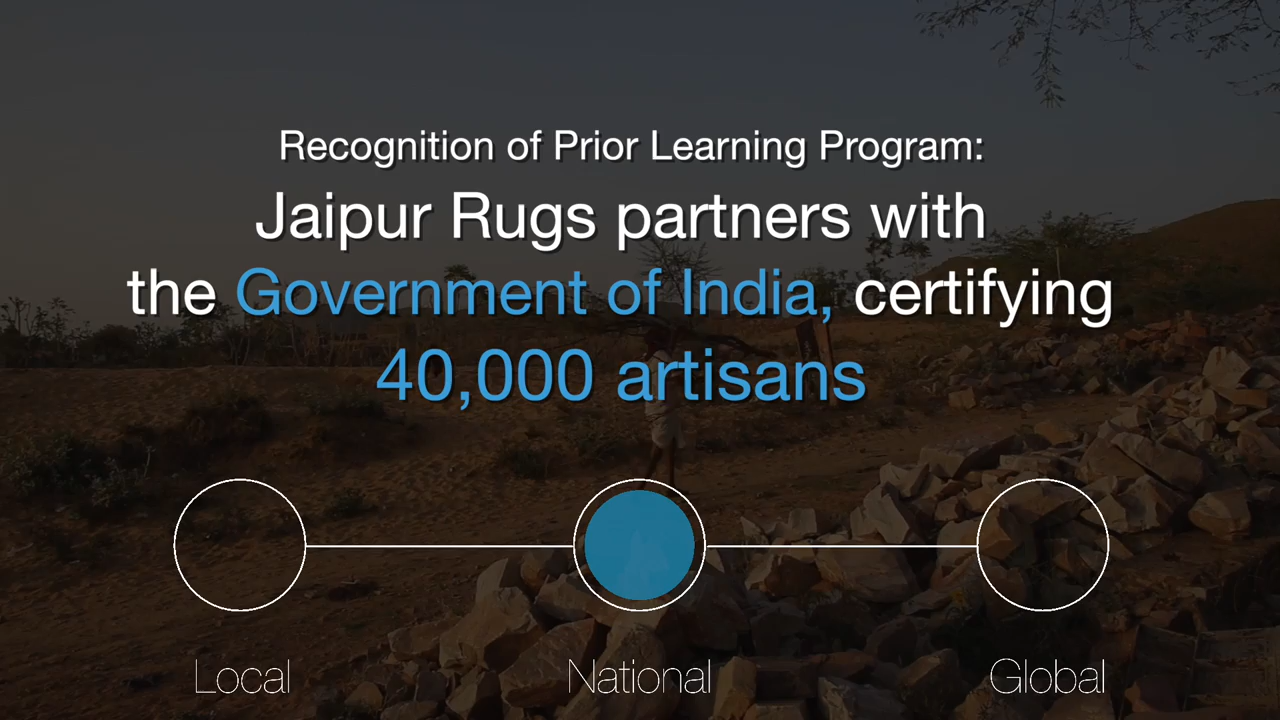 Recognition of Prior Learning Program:
Jaipur Rugs partners with
the Government of India, certifying
40,000 artisans
Local National Global